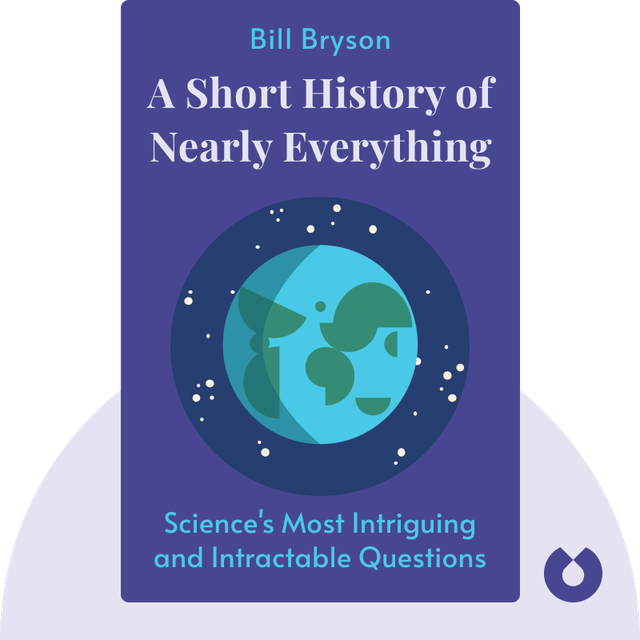 Bill Bryson
A Short History of
Nearly Everything
Science's Most Intriguing
and Intractable Questions